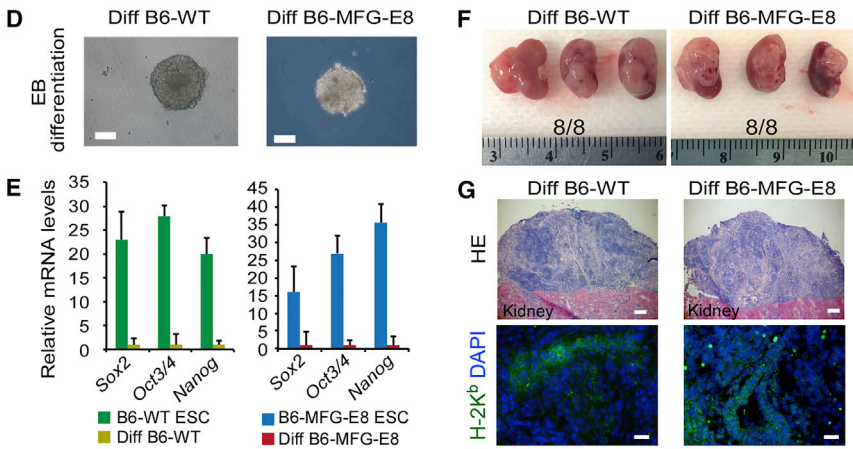 D
Diff B6-WT
Diff B6-MFG-E8
EB
differentiation
E
Relative mRNA levels
35
30
25
20
15
10
5
0
Sox2
Oct3/4
Nanog
45
40
35
30
25
20
15
10
5
0
Sox2
Oct3/4
Nanog
B6-WT ESC
Diff B6-WT
B6-MFG-E8 ESC
Diff B6-MFG-E8
F
Diff B6-WT
Diff B6-MFG-E8
8/8
8/8
3 4 5 6
7 8 9 10
G
Diff B6-WT
Diff B6-MFG-E8
HE
Kidney
Kidney
H-2Kᵇ DAPI